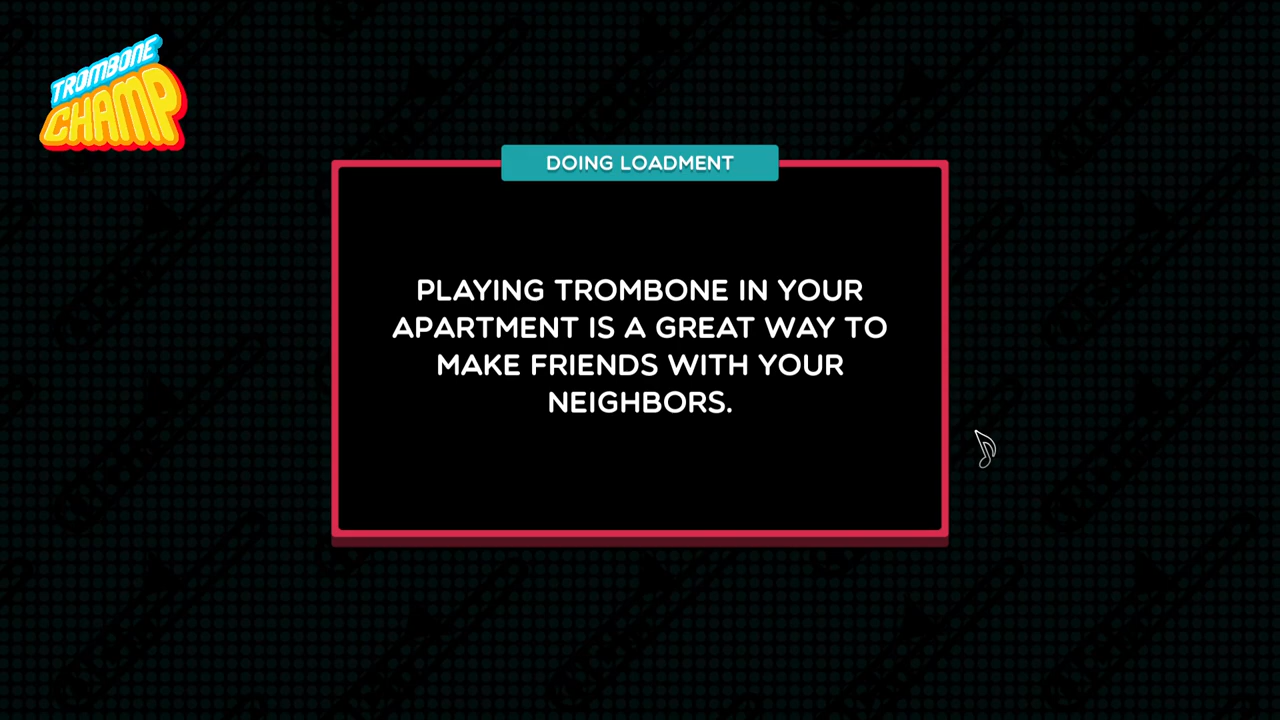 TROMBONE
CHAMP
DOING LOADMENT
PLAYING TROMBONE IN YOUR
APARTMENT IS A GREAT WAY TO
MAKE FRIENDS WITH YOUR
NEIGHBORS.